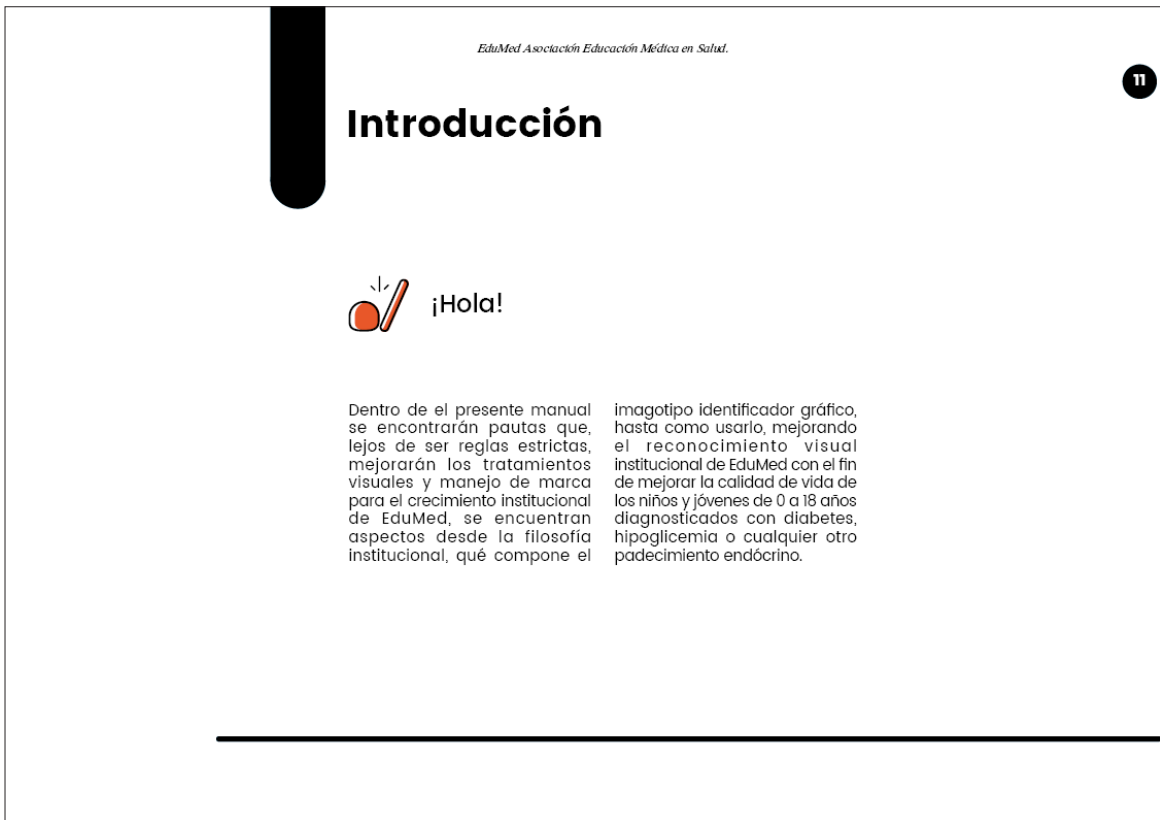 EduMed Asociación Educación Médica en Salud.
11
Introducción
¡Hola!
Dentro de el presente manual
se encontrarán pautas que,
lejos de ser reglas estrictas,
mejorarán los tratamientos
visuales y manejo de marca
para el crecimiento institucional
de EduMed, se encuentran
aspectos desde la filosofía
institucional, qué compone el
imagotipo identificador gráfico,
hasta como usarlo, mejorando
el reconocimiento visual
institucional de EduMed con el fin
de mejorar la calidad de vida de
los niños y jóvenes de 0 a 18 años
diagnosticados con diabetes,
hipoglicemia o cualquier otro
padecimiento endócrino.